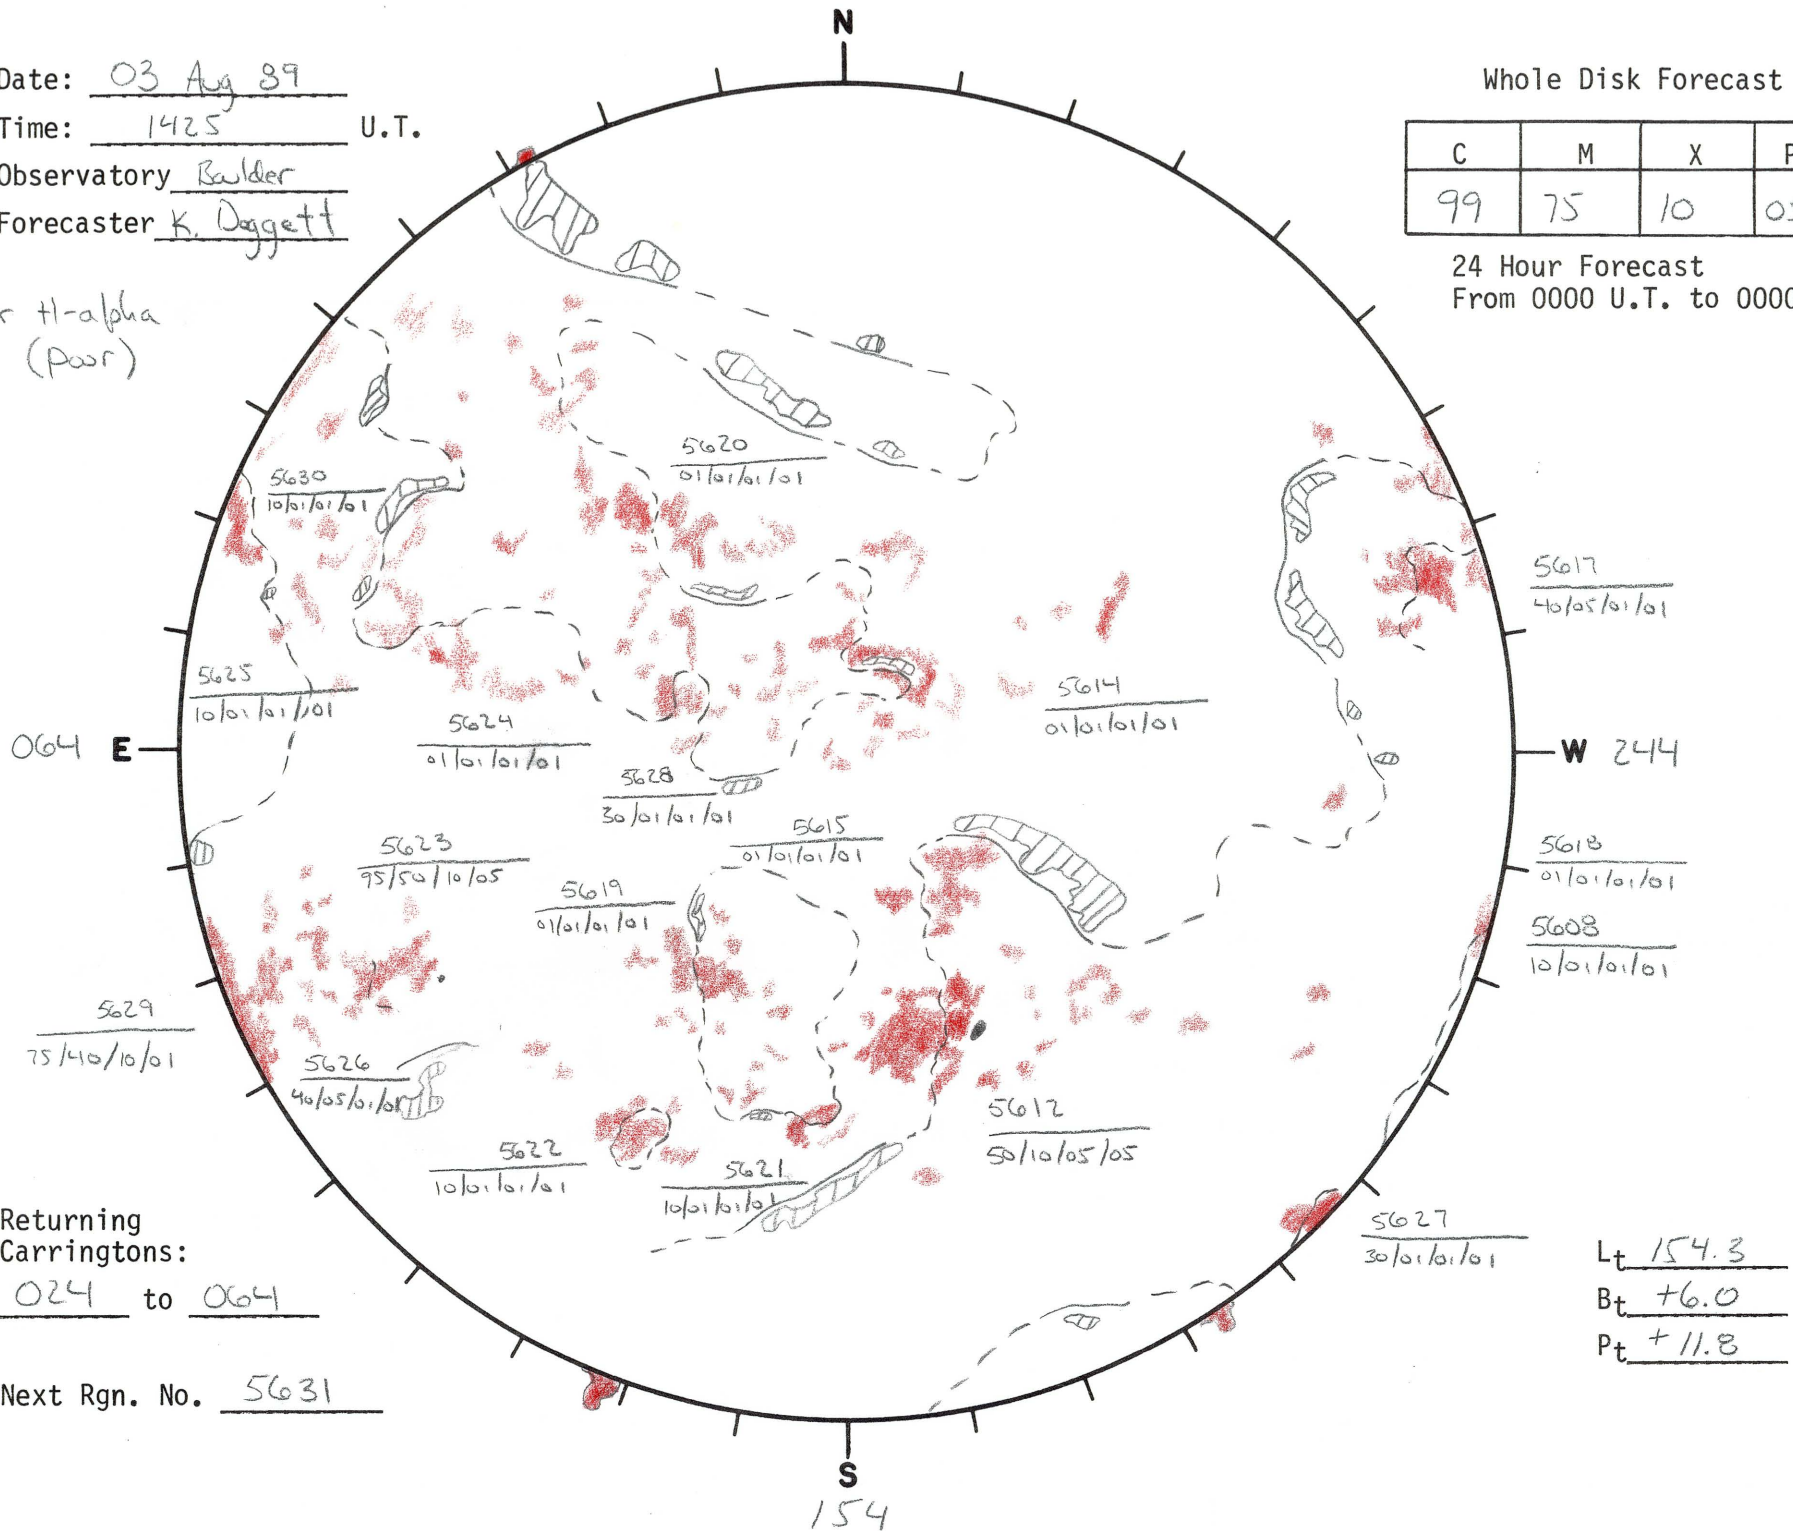 N
Date: 03 Aug 89
Time: 1425 U.T.
Observatory Boulder
Forecaster K. Doggett
H-alpha
(poor)
Whole Disk Forecast
C M X
99 75 10
24 Hour Forecast
From 0000 U.T. to 0000
5620
01/01/01/01
5630
10/01/01/01
5617
40/05/01/01
5625
10/01/01/01
5614
01/01/01/01
5624
01/01/01/01
064 E
W 244
5628
30/01/01/01
5615
01/01/01/01
5623
95/50/10/05
5618
01/01/01/01
5619
01/01/01/01
5608
10/01/01/01
5629
75/40/10/01
5626
40/05/01/01
5612
50/10/05/05
5622
10/01/01/01
5621
10/01/01/01
5627
30/01/01/01
Returning
Carringtons:
024 to 064
Next Rgn. No. 5631
Lt 154.3
Bt +6.0
Pt +11.8
S
154